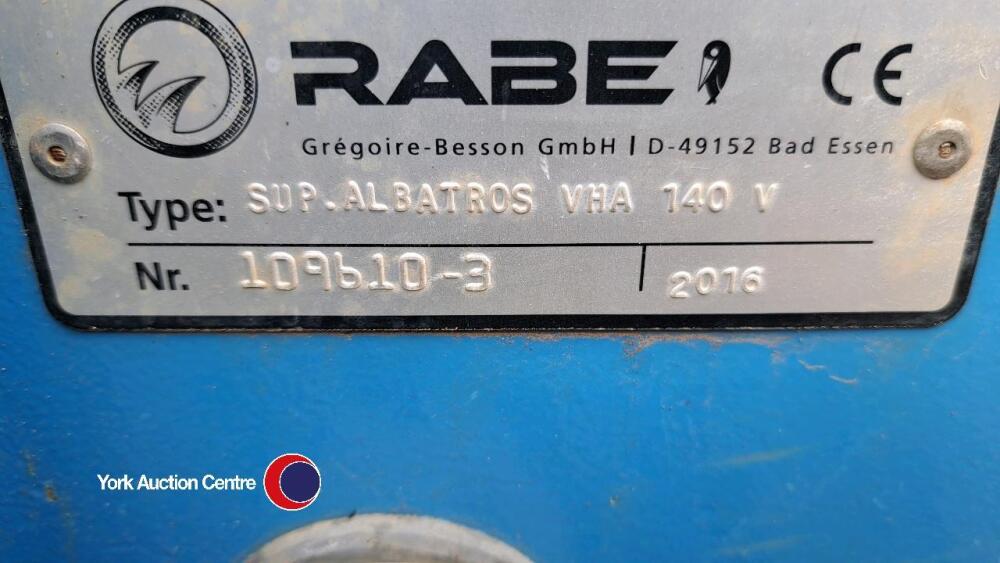 RABE CE
Grégoire-Besson GmbH | D-49152 Bad Essen
Type: SUP.ALBATROS VHA 140 V
Nr. 109610-3 | 2016
York Auction Centre